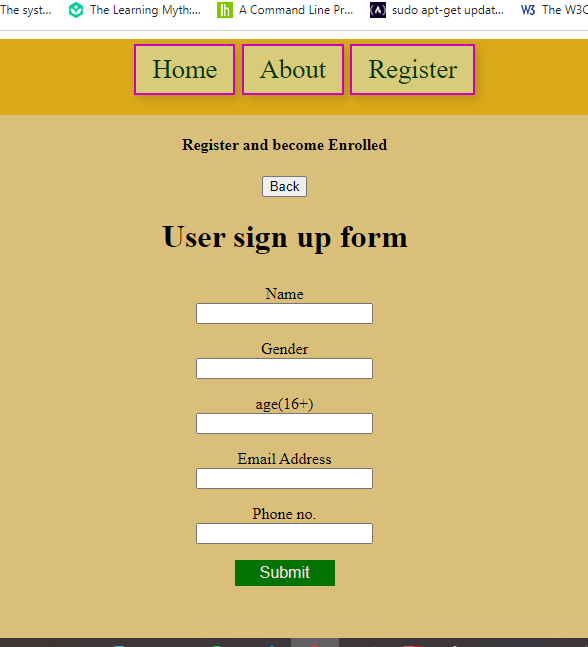 The syst... The Learning Myth:... A Command Line Pr... sudo apt-get updat... W3 The W3C
Home About Register
Register and become Enrolled
Back
User sign up form
Name
Gender
age(16+)
Email Address
Phone no.
Submit